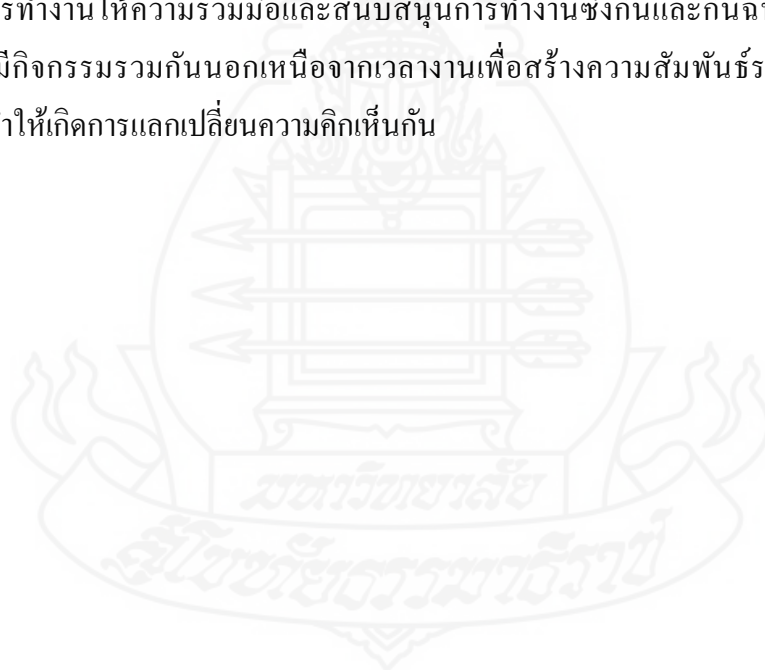 รทำงานให้ความร่วมมือและสนับสนุนการทำงานซึ่งกันและกันฉ
มีกิจกรรมรวมกันนอกเหนือจากเวลางานเพื่อสร้างความสัมพันธ์ร
ทำให้เกิดการแลกเปลี่ยนความคิกเห็นกัน
มหาวิทยาลัย
สุโขทัยธรรมาธิราช